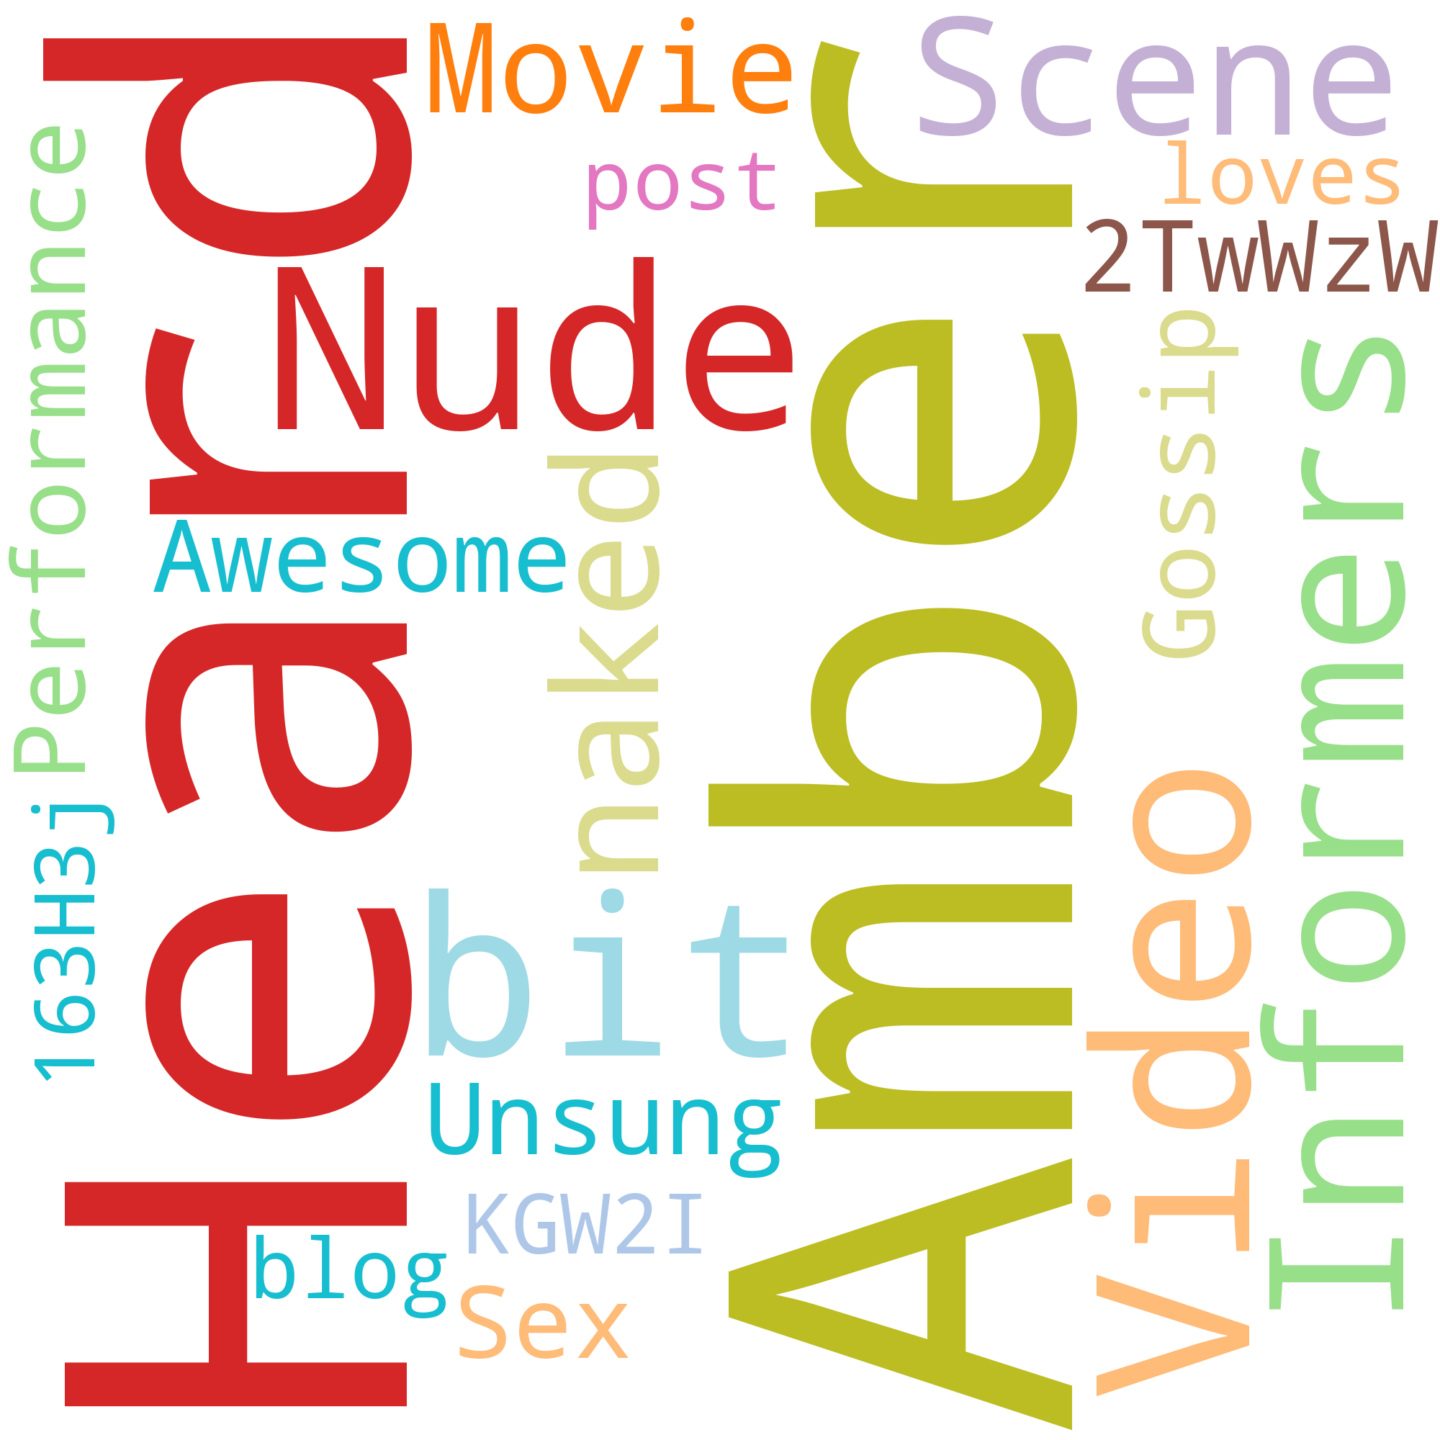 Movie
Scene
post
loves
2TwWzW
Performance
Heard
Nude
Amber
Gossip
Informers
Awesome
naked
163H3j
bit
Video
Unsung
KGW2I
blog
Sex